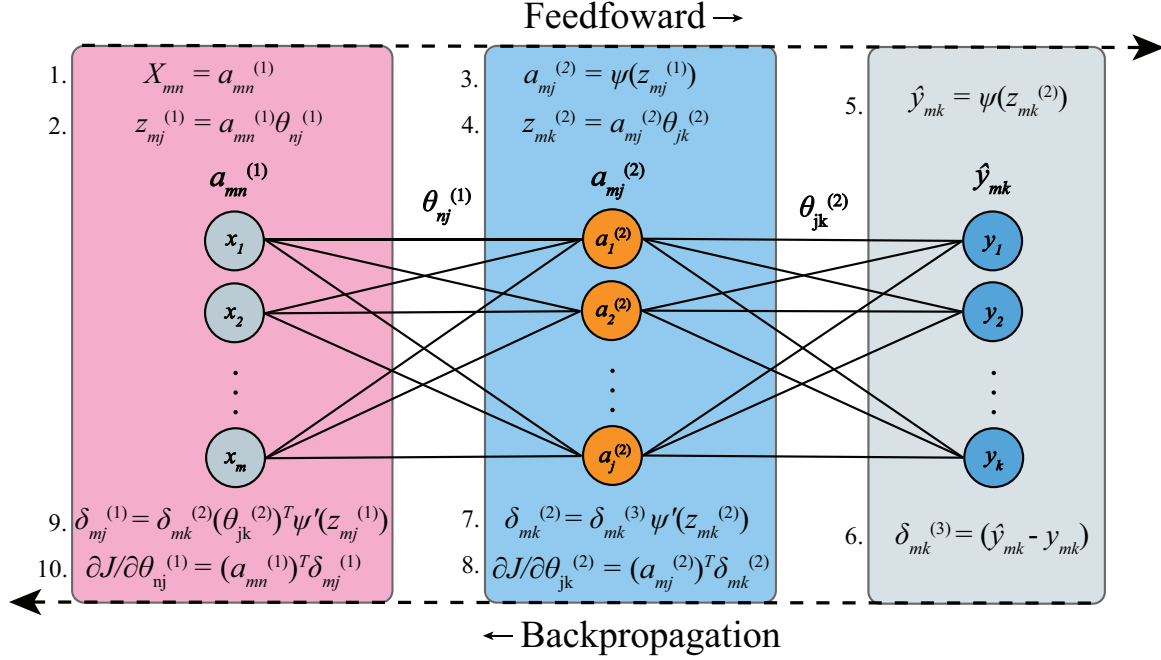 Feedfoward →
1. X_mn = a_mn^(1)
2. z_mj^(1) = a_mn^(1)θ_nj^(1)
3. a_mj^(2) = ψ(z_mj^(1))
4. z_mk^(2) = a_mj^(2)θ_jk^(2)
5. ŷ_mk = ψ(z_mk^(2))
a_mn^(1)
θ_nj^(1)
a_mj^(2)
θ_jk^(2)
ŷ_mk
x_1
a_1^(2)
y_1
x_2
a_2^(2)
y_2
x_m
a_j^(2)
y_k
6. δ_mk^(3) = (ŷ_mk - y_mk)
7. δ_mk^(2) = δ_mk^(3) ψ'(z_mk^(2))
8. ∂J/∂θ_jk^(2) = (a_mj^(2))^T δ_mk^(2)
9. δ_mj^(1) = δ_mk^(2)(θ_jk^(2))^T ψ'(z_mj^(1))
10. ∂J/∂θ_nj^(1) = (a_mn^(1))^T δ_mj^(1)
← Backpropagation